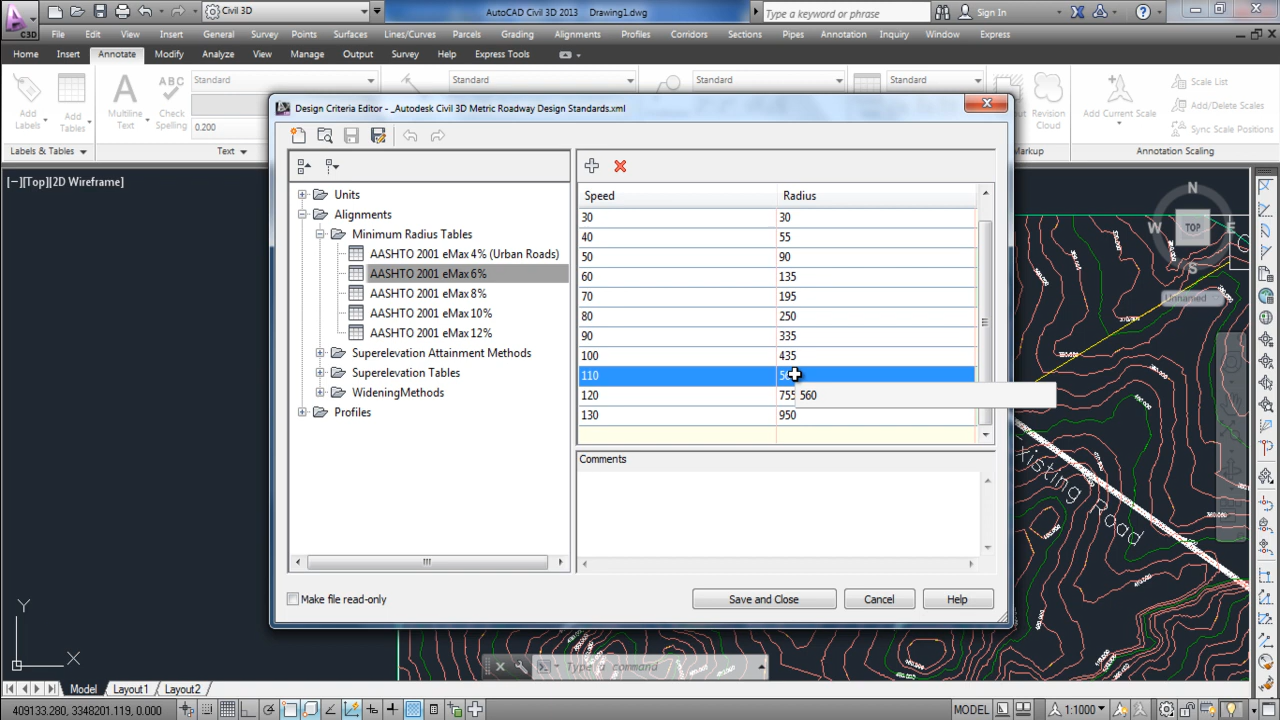 Civil 3D
AutoCAD Civil 3D 2013 Drawing1.dwg
Type a keyword or phrase
Sign In
C3D
File Edit View Insert General Survey Points Surfaces Lines/Curves Parcels Grading Alignments Profiles Corridors Sections Pipes Annotation Inquiry Window Express
Home Insert Annotate Modify Analyze View Manage Output Survey Help Express Tools
Add Labels
Add Tables
Labels & Tables
Multiline Text
Check Spelling
Standard
0.200
Text
Standard
Standard
Standard
Revision Cloud
Markup
Add Current Scale
Scale List
Add/Delete Scales
Sync Scale Positions
Annotation Scaling
[−][Top][2D Wireframe]
Design Criteria Editor - _Autodesk Civil 3D Metric Roadway Design Standards.xml
Units
Alignments
Minimum Radius Tables
AASHTO 2001 eMax 4% (Urban Roads)
AASHTO 2001 eMax 6%
AASHTO 2001 eMax 8%
AASHTO 2001 eMax 10%
AASHTO 2001 eMax 12%
Superelevation Attainment Methods
Superelevation Tables
WideningMethods
Profiles
Speed Radius
30 30
40 55
50 90
60 135
70 195
80 250
90 335
100 435
110
560
120 755
130 950
Comments
Make file read-only
Save and Close
Cancel
Help
N
W
TOP
E
S
Unnamed
Existing Road
Y
X
Type a command
Model Layout1 Layout2
409133.280, 3348201.119, 0.000
MODEL
1:1000